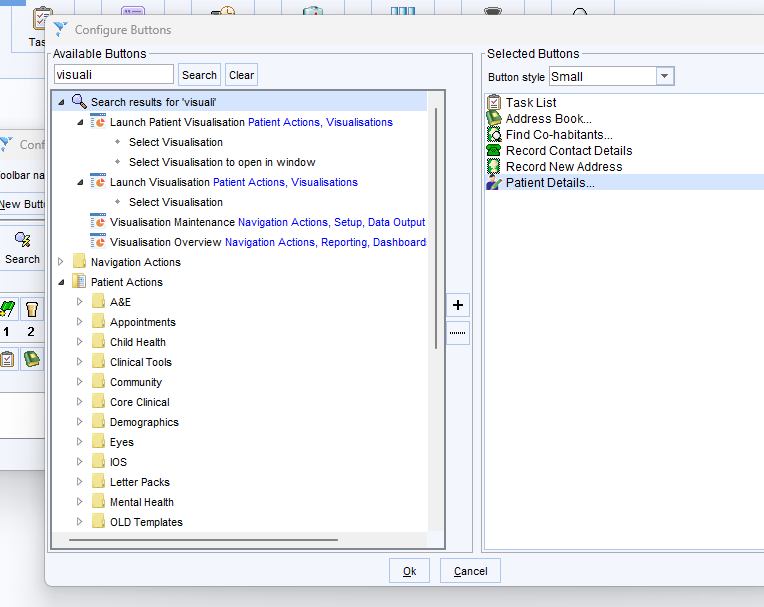 Tas
Configure Buttons
Available Buttons
visuali
Search
Clear
Search results for 'visuali'
Launch Patient Visualisation Patient Actions, Visualisations
Select Visualisation
Select Visualisation to open in window
Launch Visualisation Patient Actions, Visualisations
Select Visualisation
Visualisation Maintenance Navigation Actions, Setup, Data Output
Visualisation Overview Navigation Actions, Reporting, Dashboard
Navigation Actions
Patient Actions
A&E
Appointments
Child Health
Clinical Tools
Community
Core Clinical
Demographics
Eyes
IOS
Letter Packs
Mental Health
OLD Templates
Selected Buttons
Button style Small
Task List
Address Book...
Find Co-habitants...
Record Contact Details
Record New Address
Patient Details...
Ok
Cancel
Conf
oolbar na
New Butt
Search
1 2